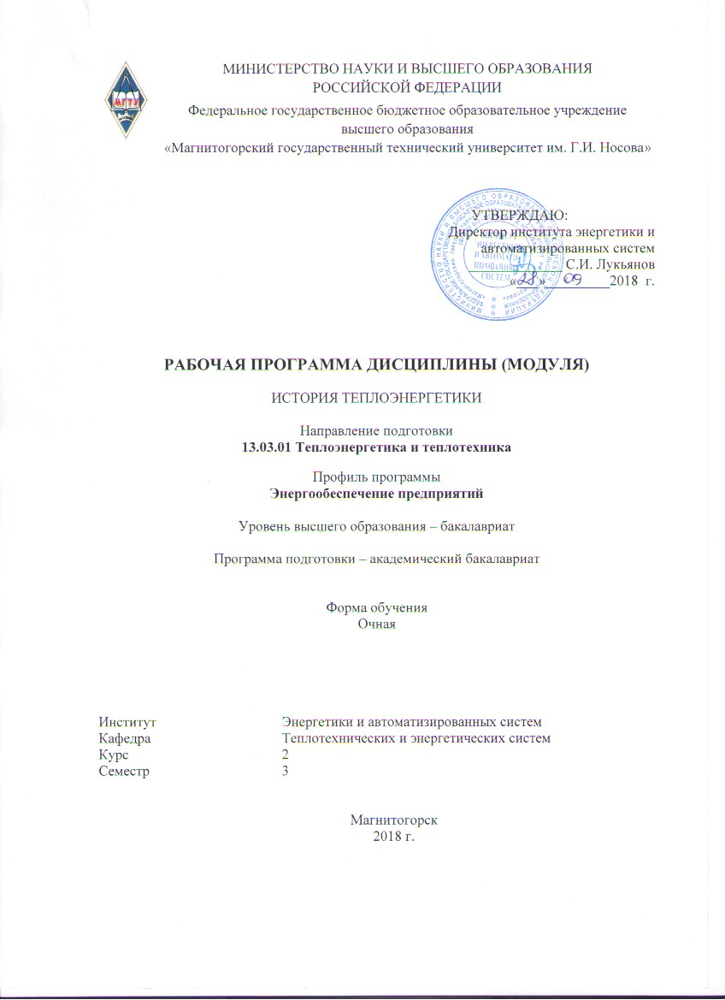 МИНИСТЕРСТВО НАУКИ И ВЫСШЕГО ОБРАЗОВАНИЯ
РОССИЙСКОЙ ФЕДЕРАЦИИ
Федеральное государственное бюджетное образовательное учреждение
высшего образования
«Магнитогорский государственный технический университет им. Г.И. Носова»
МГТУ
УТВЕРЖДАЮ:
Директор института энергетики и
автоматизированных систем
С.И. Лукьянов
«28» 09 2018 г.
РАБОЧАЯ ПРОГРАММА ДИСЦИПЛИНЫ (МОДУЛЯ)
ИСТОРИЯ ТЕПЛОЭНЕРГЕТИКИ
Направление подготовки
13.03.01 Теплоэнергетика и теплотехника
Профиль программы
Энергообеспечение предприятий
Уровень высшего образования – бакалавриат
Программа подготовки – академический бакалавриат
Форма обучения
Очная
Институт Энергетики и автоматизированных систем
Кафедра Теплотехнических и энергетических систем
Курс 2
Семестр 3
Магнитогорск
2018 г.